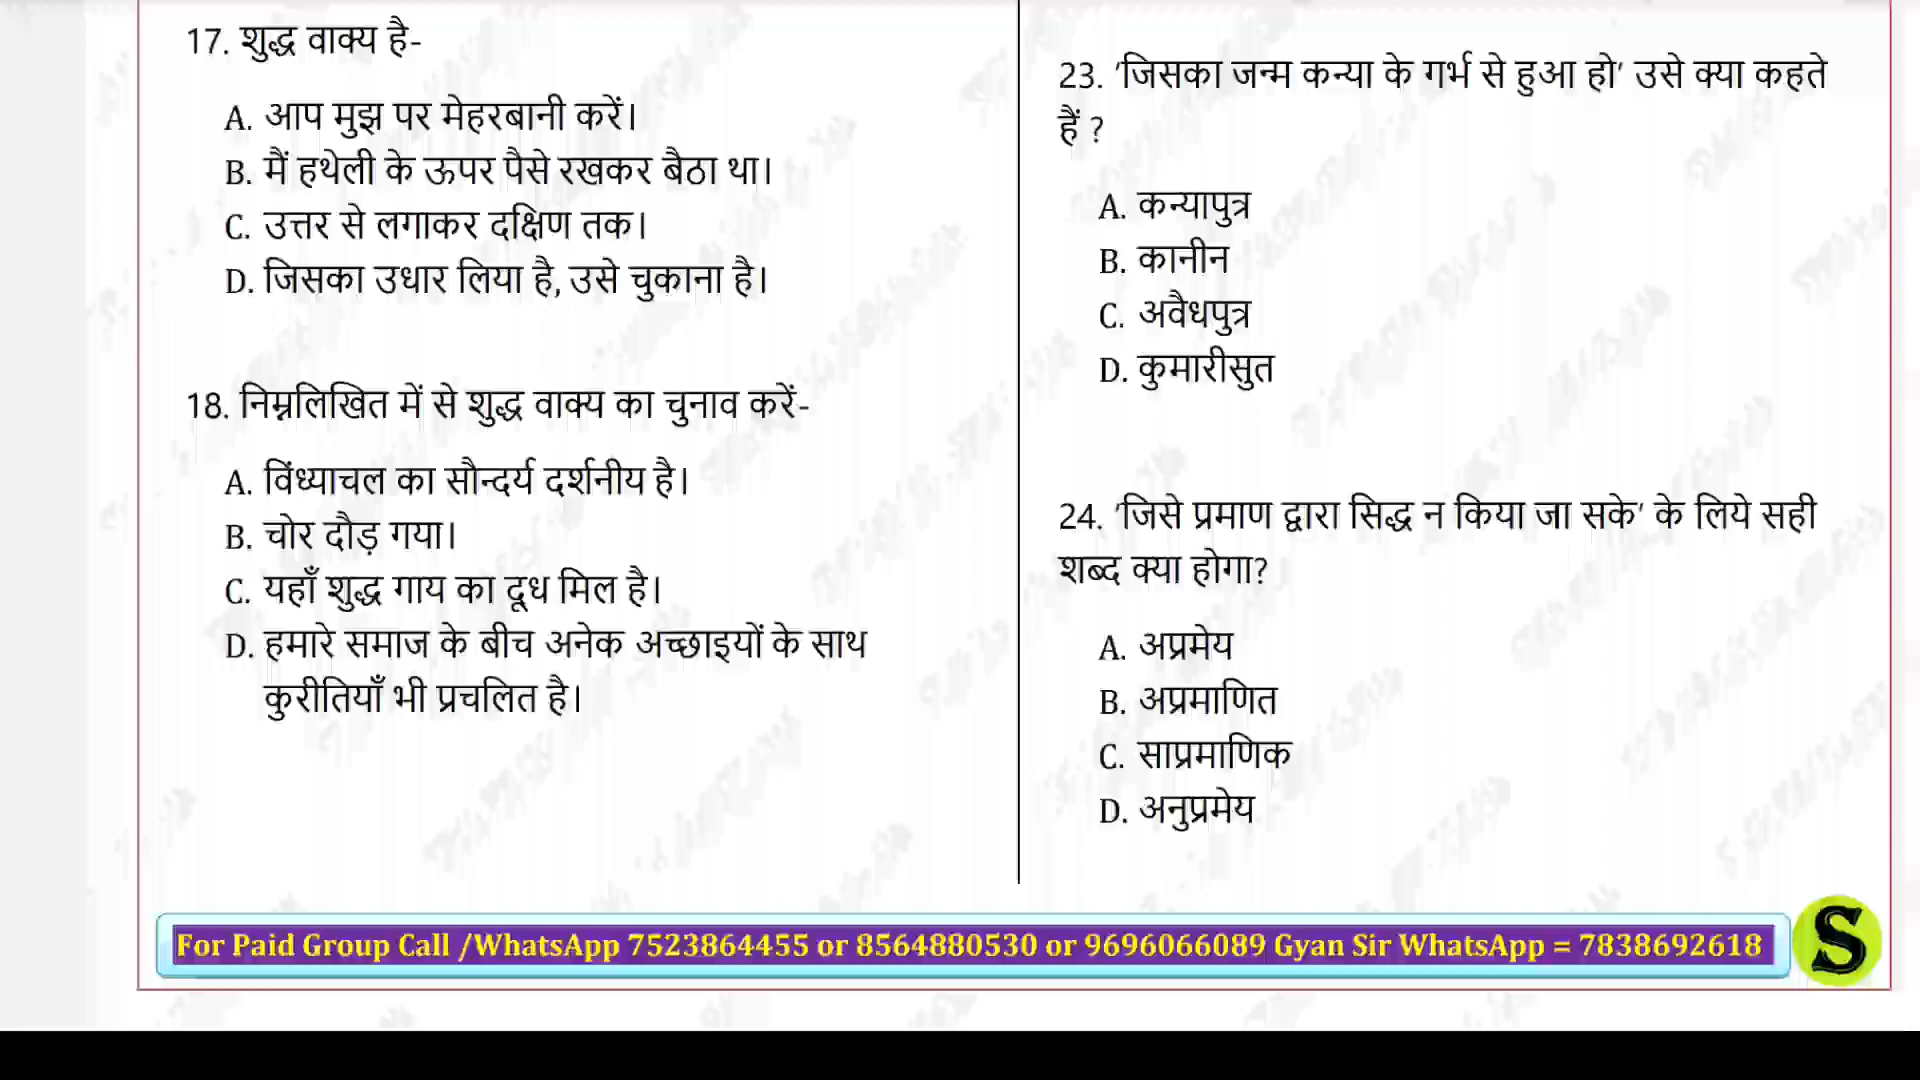 17. शुद्ध वाक्य है-
A. आप मुझ पर मेहरबानी करें।
B. मैं हथेली के ऊपर पैसे रखकर बैठा था।
C. उत्तर से लगाकर दक्षिण तक।
D. जिसका उधार लिया है, उसे चुकाना है।
18. निम्नलिखित में से शुद्ध वाक्य का चुनाव करें-
A. विंध्याचल का सौन्दर्य दर्शनीय है।
B. चोर दौड़ गया।
C. यहाँ शुद्ध गाय का दूध मिल है।
D. हमारे समाज के बीच अनेक अच्छाइयों के साथ
कुरीतियाँ भी प्रचलित है।
23. 'जिसका जन्म कन्या के गर्भ से हुआ हो' उसे क्या कहते
हैं ?
A. कन्यापुत्र
B. कानीन
C. अवैधपुत्र
D. कुमारीसुत
24. 'जिसे प्रमाण द्वारा सिद्ध न किया जा सके' के लिये सही
शब्द क्या होगा?
A. अप्रमेय
B. अप्रमाणित
C. साप्रमाणिक
D. अनुप्रमेय
For Paid Group Call /WhatsApp 7523864455 or 8564880530 or 9696066089 Gyan Sir WhatsApp = 7838692618
S